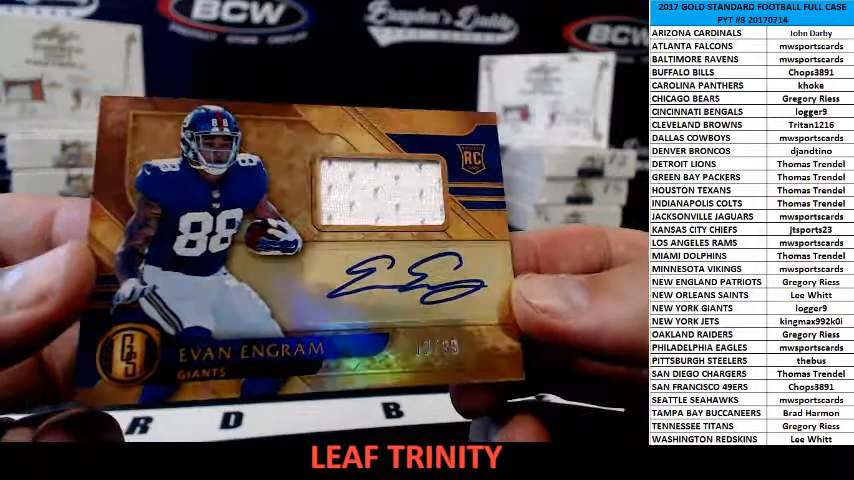 BCW
Brayden's Daddy
BCW
88
88
88
RC
GS
EVAN ENGRAM
GIANTS
R D B
LEAF TRINITY
2017 GOLD STANDARD FOOTBALL FULL CASE
PYT #3 20170714
ARIZONA CARDINALS John Darby
ATLANTA FALCONS mwsportscards
BALTIMORE RAVENS mwsportscards
BUFFALO BILLS Chops3891
CAROLINA PANTHERS khoke
CHICAGO BEARS Gregory Riess
CINCINNATI BENGALS logger9
CLEVELAND BROWNS Tritan1216
DALLAS COWBOYS mwsportscards
DENVER BRONCOS djandtino
DETROIT LIONS Thomas Trendel
GREEN BAY PACKERS Thomas Trendel
HOUSTON TEXANS Thomas Trendel
INDIANAPOLIS COLTS Thomas Trendel
JACKSONVILLE JAGUARS mwsportscards
KANSAS CITY CHIEFS jtsports23
LOS ANGELES RAMS mwsportscards
MIAMI DOLPHINS Thomas Trendel
MINNESOTA VIKINGS mwsportscards
NEW ENGLAND PATRIOTS Gregory Riess
NEW ORLEANS SAINTS Lee Whitt
NEW YORK GIANTS logger9
NEW YORK JETS kingmax992k0i
OAKLAND RAIDERS Gregory Riess
PHILADELPHIA EAGLES mwsportscards
PITTSBURGH STEELERS thebus
SAN DIEGO CHARGERS Thomas Trendel
SAN FRANCISCO 49ERS Chops3891
SEATTLE SEAHAWKS mwsportscards
TAMPA BAY BUCCANEERS Brad Harmon
TENNESSEE TITANS Gregory Riess
WASHINGTON REDSKINS Lee Whitt